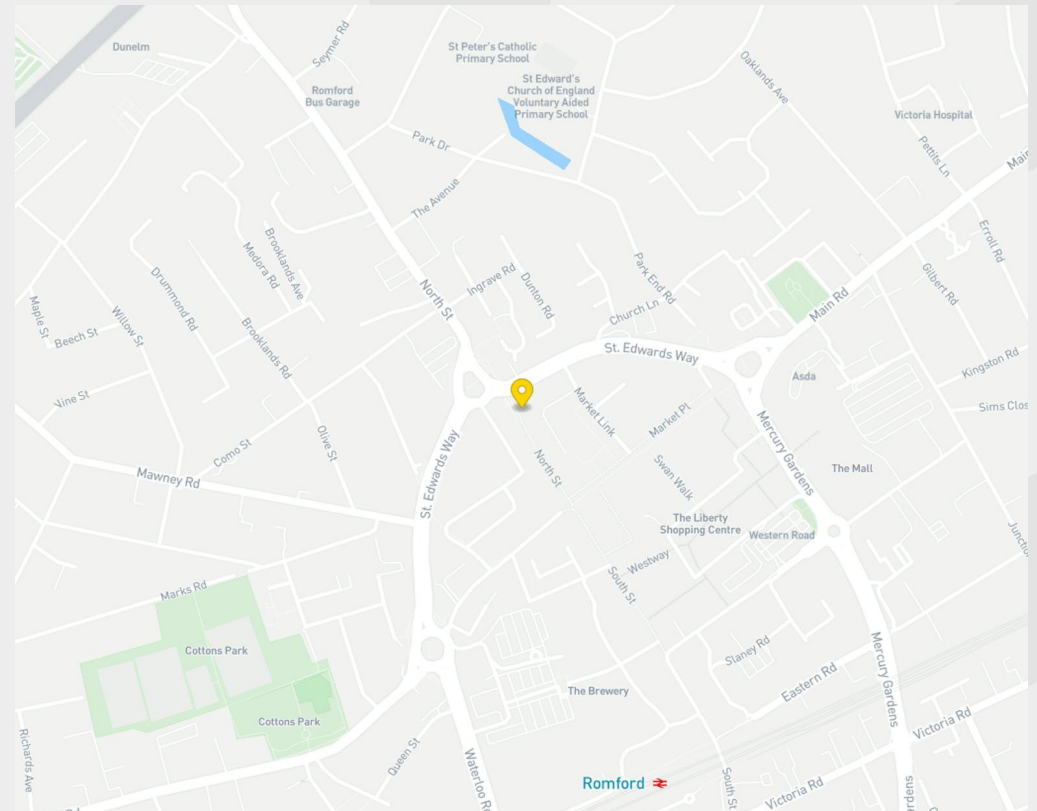 Dunelm
Seymer Rd
St Peter's Catholic
Primary School
Romford
Bus Garage
St Edward's
Church of England
Voluntary Aided
Primary School
Oaklands Ave
Victoria Hospital
Park Dr
Pettits Ln
Main
The Avenue
Erroll Rd
Brooklands Ave
Medora Rd
Drummond Rd
Ingrave Rd
Dunton Rd
Park End Rd
Gilbert Rd
North St
Church Ln
Main Rd
Maple St
Beech St
Willow St
Brooklands Rd
St. Edwards Way
Kingston Rd
Asda
Vine St
Market Link
Market Pl
Sims Clos
Como St
Olive St
Mercury Gardens
Mawney Rd
St. Edwards Way
North St
Swan Walk
The Mall
The Liberty
Shopping Centre
Western Road
Westway
South St
Marks Rd
Cottons Park
Slaney Rd
Eastern Rd
Mercury Gardens
The Brewery
Cottons Park
Victoria Rd
Richards Ave
Queen St
Waterloo R
Romford
South St
Victoria Rd
rdens